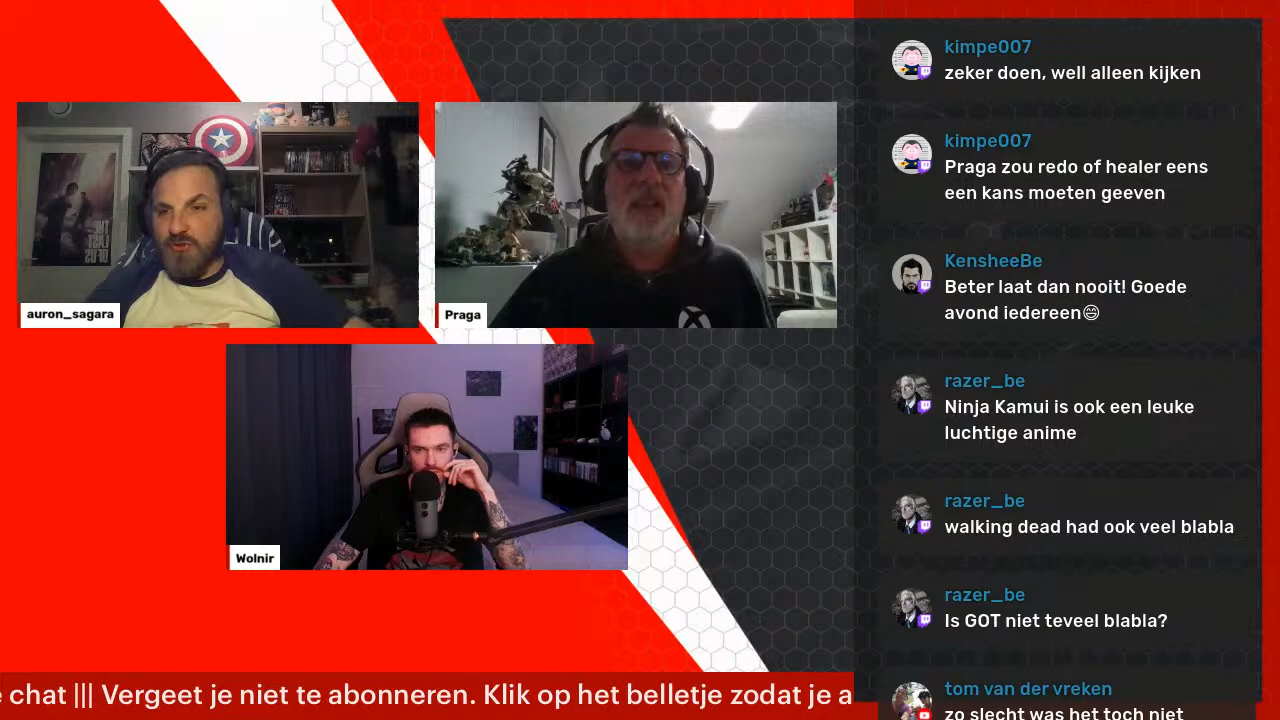 auron_sagara
Praga
Wolnir
kimpe007
zeker doen, well alleen kijken
kimpe007
Praga zou redo of healer eens
een kans moeten geeven
KensheeBe
Beter laat dan nooit! Goede
avond iedereen😄
razer_be
Ninja Kamui is ook een leuke
luchtige anime
razer_be
walking dead had ook veel blabla
razer_be
Is GOT niet teveel blabla?
tom van der vreken
zo slecht was het toch niet
e chat ||| Vergeet je niet te abonneren. Klik op het belletje zodat je a